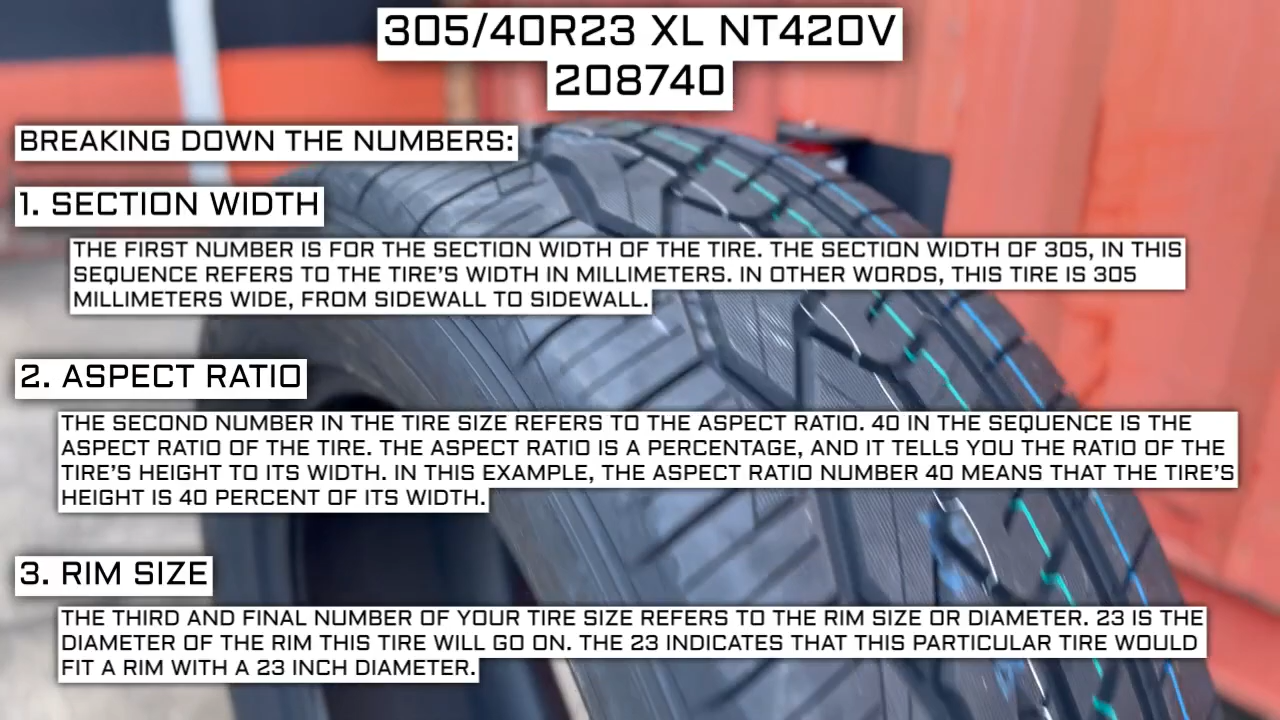 305/40R23 XL NT420V
208740
BREAKING DOWN THE NUMBERS:
1. SECTION WIDTH
THE FIRST NUMBER IS FOR THE SECTION WIDTH OF THE TIRE. THE SECTION WIDTH OF 305, IN THIS
SEQUENCE REFERS TO THE TIRE'S WIDTH IN MILLIMETERS. IN OTHER WORDS, THIS TIRE IS 305
MILLIMETERS WIDE, FROM SIDEWALL TO SIDEWALL.
2. ASPECT RATIO
THE SECOND NUMBER IN THE TIRE SIZE REFERS TO THE ASPECT RATIO. 40 IN THE SEQUENCE IS THE
ASPECT RATIO OF THE TIRE. THE ASPECT RATIO IS A PERCENTAGE, AND IT TELLS YOU THE RATIO OF THE
TIRE'S HEIGHT TO ITS WIDTH. IN THIS EXAMPLE, THE ASPECT RATIO NUMBER 40 MEANS THAT THE TIRE'S
HEIGHT IS 40 PERCENT OF ITS WIDTH.
3. RIM SIZE
THE THIRD AND FINAL NUMBER OF YOUR TIRE SIZE REFERS TO THE RIM SIZE OR DIAMETER. 23 IS THE
DIAMETER OF THE RIM THIS TIRE WILL GO ON. THE 23 INDICATES THAT THIS PARTICULAR TIRE WOULD
FIT A RIM WITH A 23 INCH DIAMETER.